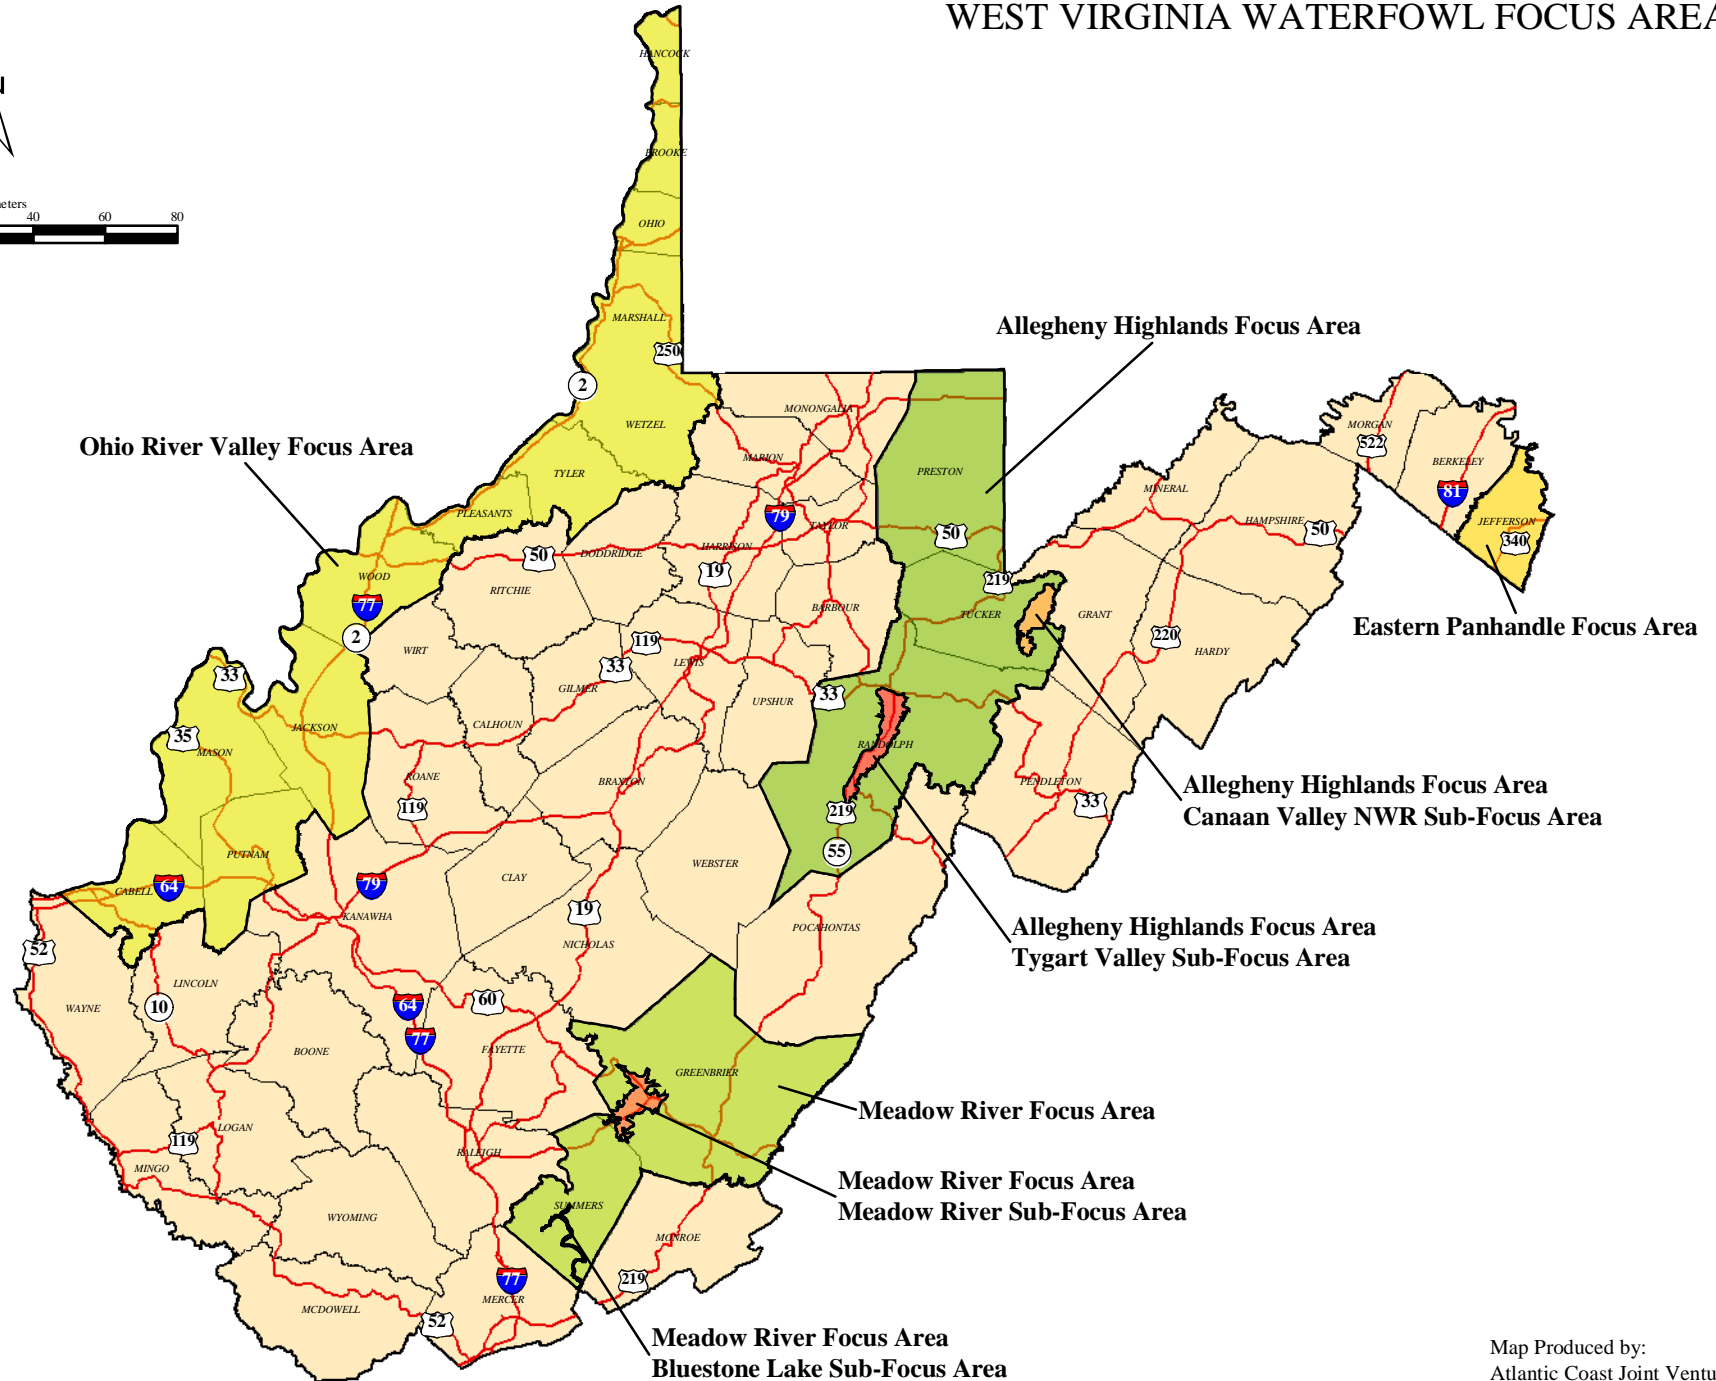 WEST VIRGINIA WATERFOWL FOCUS AREA
N
40 60 80
HANCOCK
BROOKE
OHIO
MARSHALL
250
2
WETZEL
TYLER
PLEASANTS
Allegheny Highlands Focus Area
Ohio River Valley Focus Area
MONONGALIA
MARION
PRESTON
79
TAYLOR
50
HARRISON
DODDRIDGE
50
19
RITCHIE
WOOD
77
2
WIRT
BARBOUR
219
TUCKER
GRANT
MINERAL
HAMPSHIRE
50
MORGAN
522
BERKELEY
81
JEFFERSON
340
Eastern Panhandle Focus Area
220
HARDY
119
33
LEWIS
GILMER
UPSHUR
33
CALHOUN
33
35
MASON
JACKSON
ROANE
119
BRAXTON
RANDOLPH
219
55
PENDLETON
33
Allegheny Highlands Focus Area
Canaan Valley NWR Sub-Focus Area
PUTNAM
CABELL
64
79
KANAWHA
CLAY
19
NICHOLAS
WEBSTER
POCAHONTAS
Allegheny Highlands Focus Area
Tygart Valley Sub-Focus Area
52
WAYNE
LINCOLN
10
BOONE
64
77
60
FAYETTE
GREENBRIER
Meadow River Focus Area
LOGAN
119
MINGO
RALEIGH
WYOMING
SUMMERS
MONROE
219
Meadow River Focus Area
Meadow River Sub-Focus Area
77
MERCER
MCDOWELL
52
Meadow River Focus Area
Bluestone Lake Sub-Focus Area
Map Produced by:
Atlantic Coast Joint Ventu